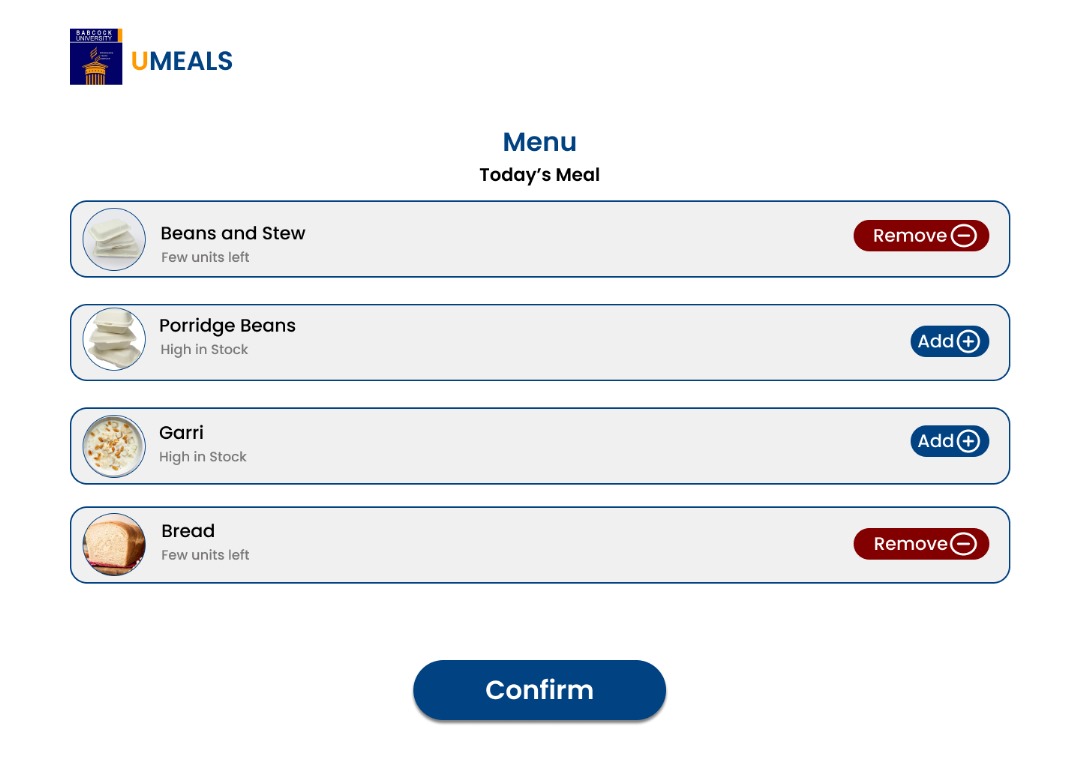 BABCOCK
UNIVERSITY
UMEALS
Menu
Today’s Meal
Beans and Stew
Few units left
Remove
Porridge Beans
High in Stock
Add
Garri
High in Stock
Add
Bread
Few units left
Remove
Confirm